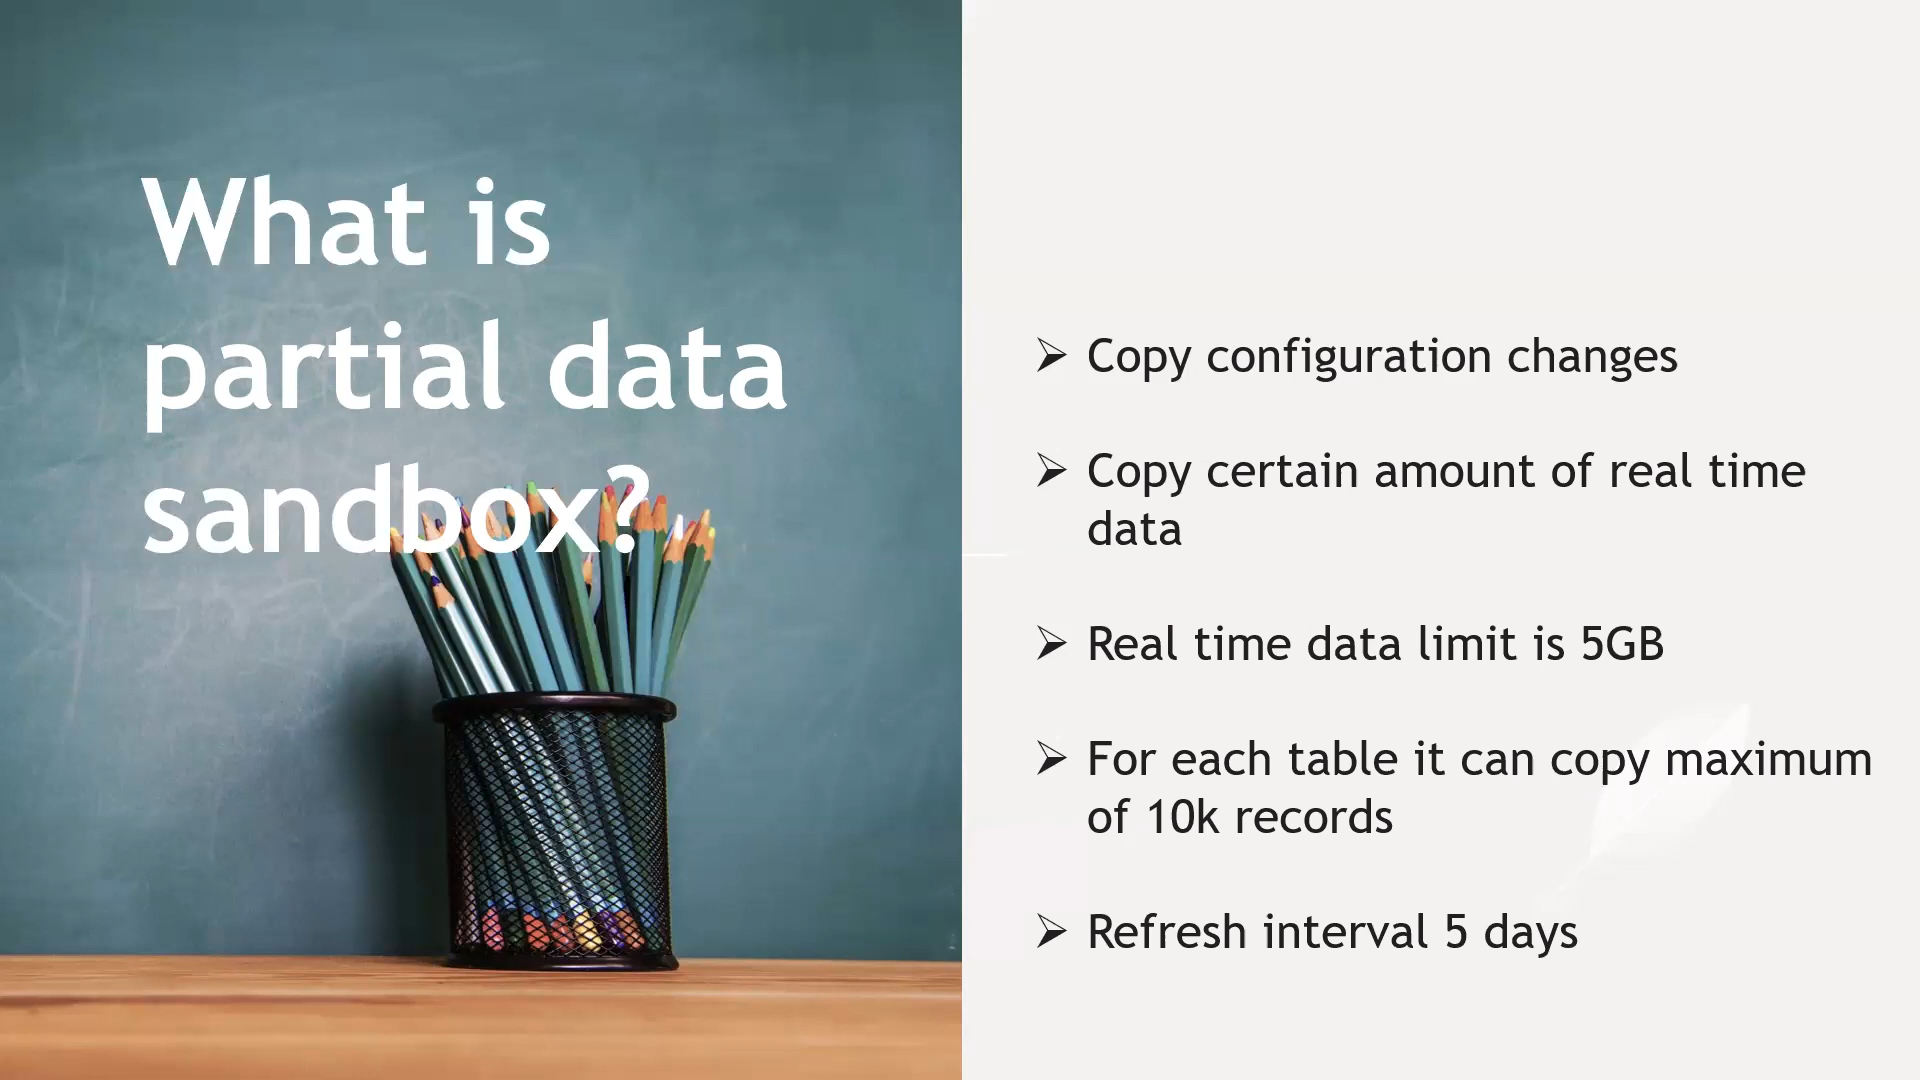 What is
partial data
sandbox?
Copy configuration changes
Copy certain amount of real time
data
Real time data limit is 5GB
For each table it can copy maximum
of 10k records
Refresh interval 5 days